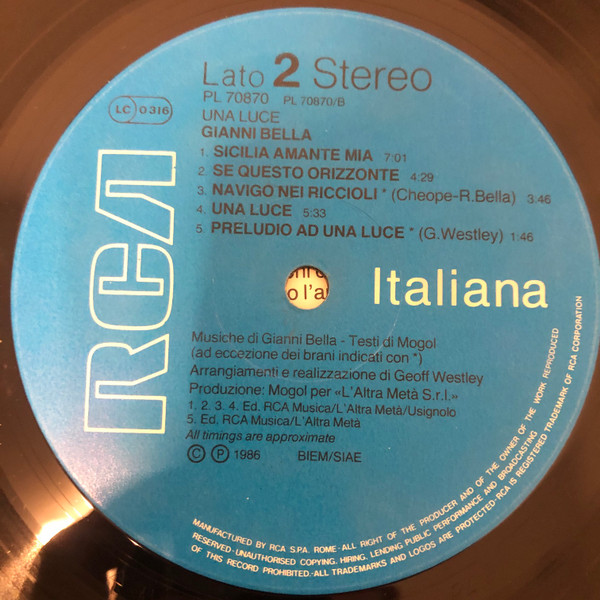 Lato 2 Stereo
PL 70870 PL 70870/B
LC 0316
UNA LUCE
GIANNI BELLA
1. SICILIA AMANTE MIA 7:01
2. SE QUESTO ORIZZONTE 4:29
3. NAVIGO NEI RICCIOLI * (Cheope-R.Bella) 3:46
4. UNA LUCE 5:33
5. PRELUDIO AD UNA LUCE * (G.Westley) 1:46
RCA
o l'a
Italiana
Musiche di Gianni Bella - Testi di Mogol
(ad eccezione dei brani indicati con *)
Arrangiamenti e realizzazione di Geoff Westley
Produzione: Mogol per «L'Altra Metà S.r.l.»
1. 2. 3. 4. Ed. RCA Musica/L'Altra Metà/Usignolo
5. Ed. RCA Musica/L'Altra Metà
All timings are approximate
© Ⓟ 1986 BIEM/SIAE
MANUFACTURED BY RCA S.P.A. ROME-ALL RIGHT OF THE PRODUCER AND OF THE OWNER OF THE WORK REPRODUCED
RESERVED-UNAUTHORISED COPYING. HIRING. LENDING PUBLIC PERFORMANCE AND BROADCASTING
OF THIS RECORD PROHIBITED.-ALL TRADEMARKS AND LOGOS ARE PROTECTED-RCA IS REGISTERED TRADEMARK OF RCA CORPORATION